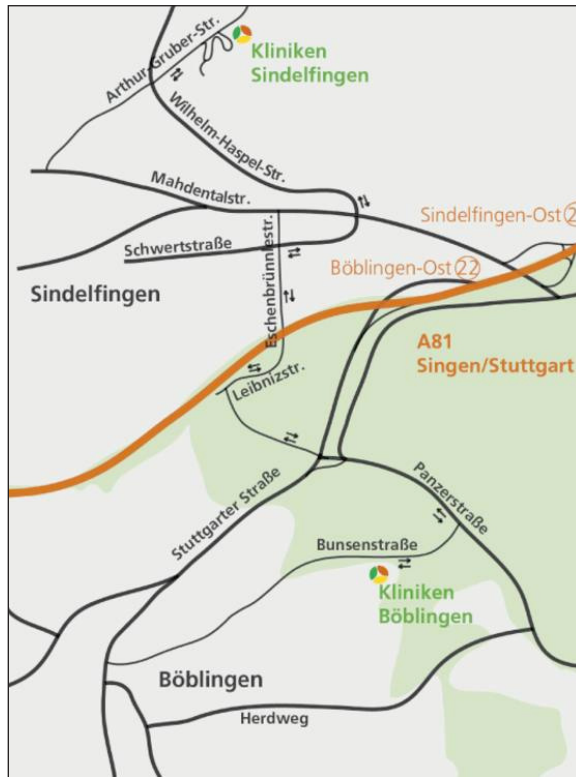 Arthur-Gruber-Str.
Kliniken
Sindelfingen
Wilhelm-Haspel-Str.
Mahdentalstr.
Sindelfingen-Ost
Schwertstraße
Eschenbrünnlestr.
Böblingen-Ost 22
Sindelfingen
A81
Singen/Stuttgart
Leibnizstr.
Stuttgarter Straße
Panzerstraße
Bunsenstraße
Kliniken
Böblingen
Böblingen
Herdweg